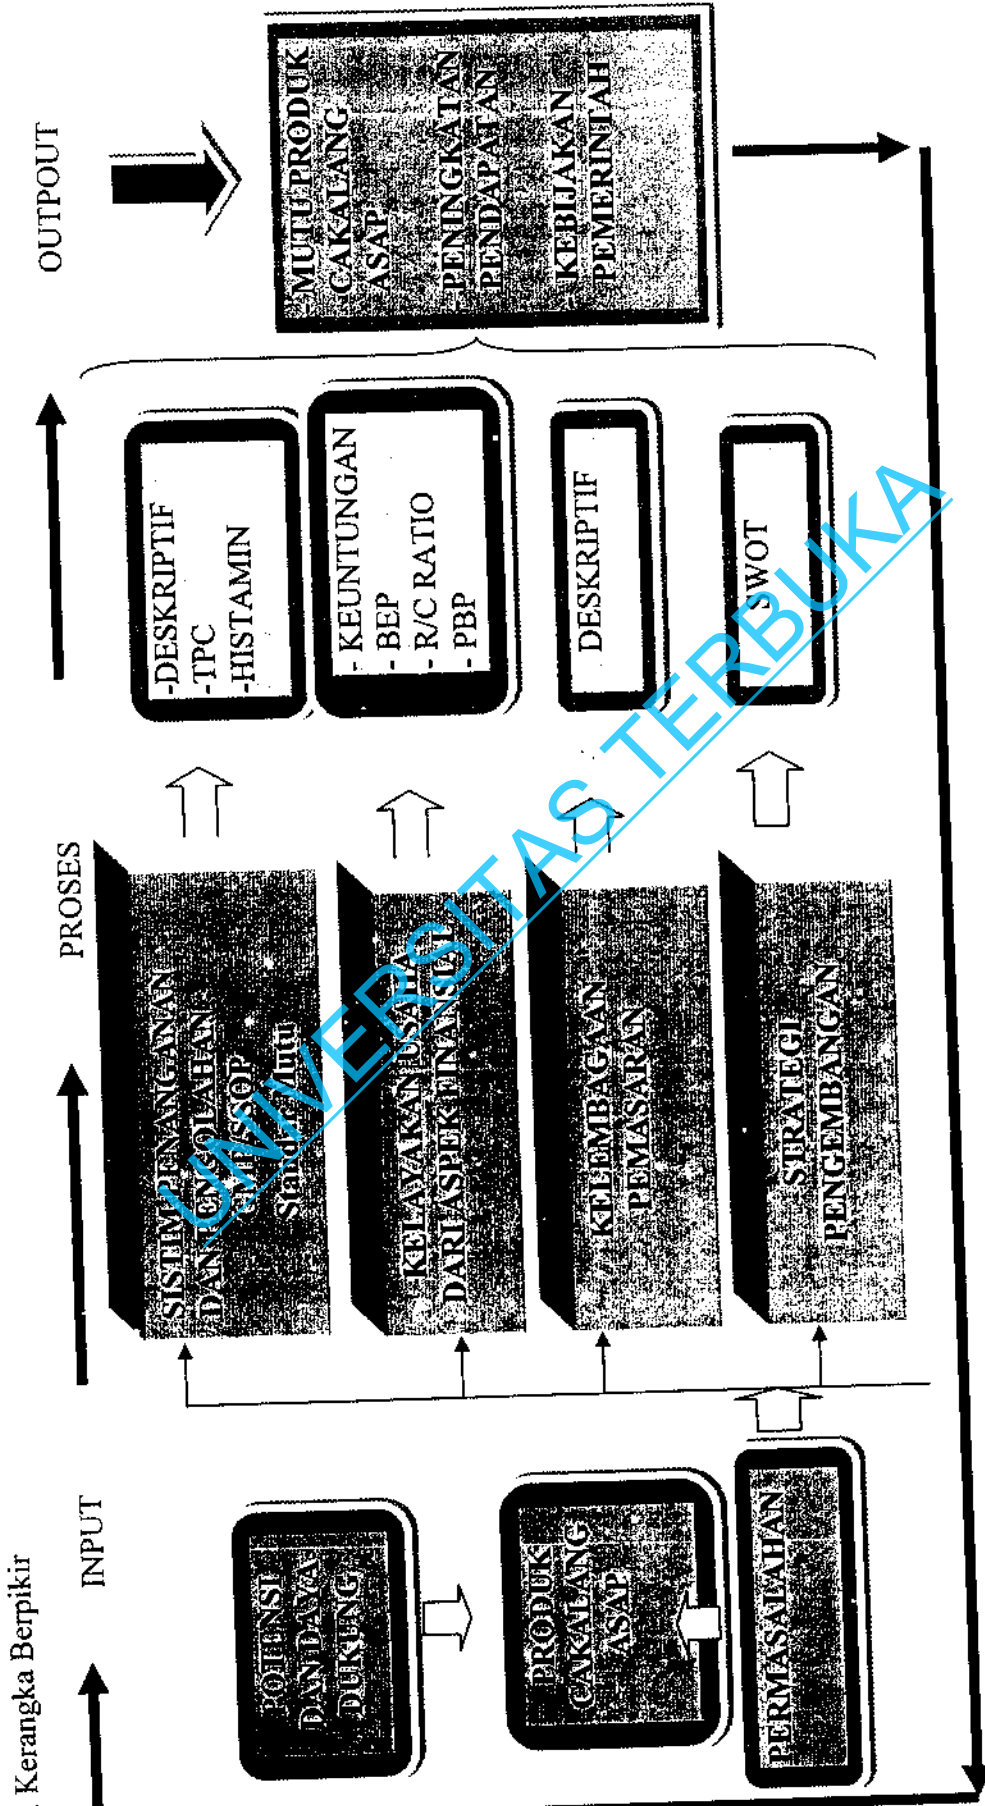 . Kerangka Berpikir
INPUT
PROSES
OUTPOUT
POTENSI
DAN DAYA
DUKUNG
PRODUK
CAKALANG
ASAP
PERMASALAHAN
SISTIM PENANGANAN
DAN PENGOLAHAN
SOP
Mutu
KELAYAKAN USAHA
DARI ASPEK FINANSIAL
KELEMBAGAAN
PEMASARAN
STRATEGI
PENGEMBANGAN
-DESKRIPTIF
-TPC
-HISTAMIN
- KEUNTUNGAN
- BEP
- R/C RATIO
- PBP
DESKRIPTIF
SWOT
-MUTU PRODUK
CAKALANG
ASAP
-PENINGKATAN
PENDAPATAN
-KEBIJAKAN
PEMERINTAH
UNIVERSITAS TERBUKA